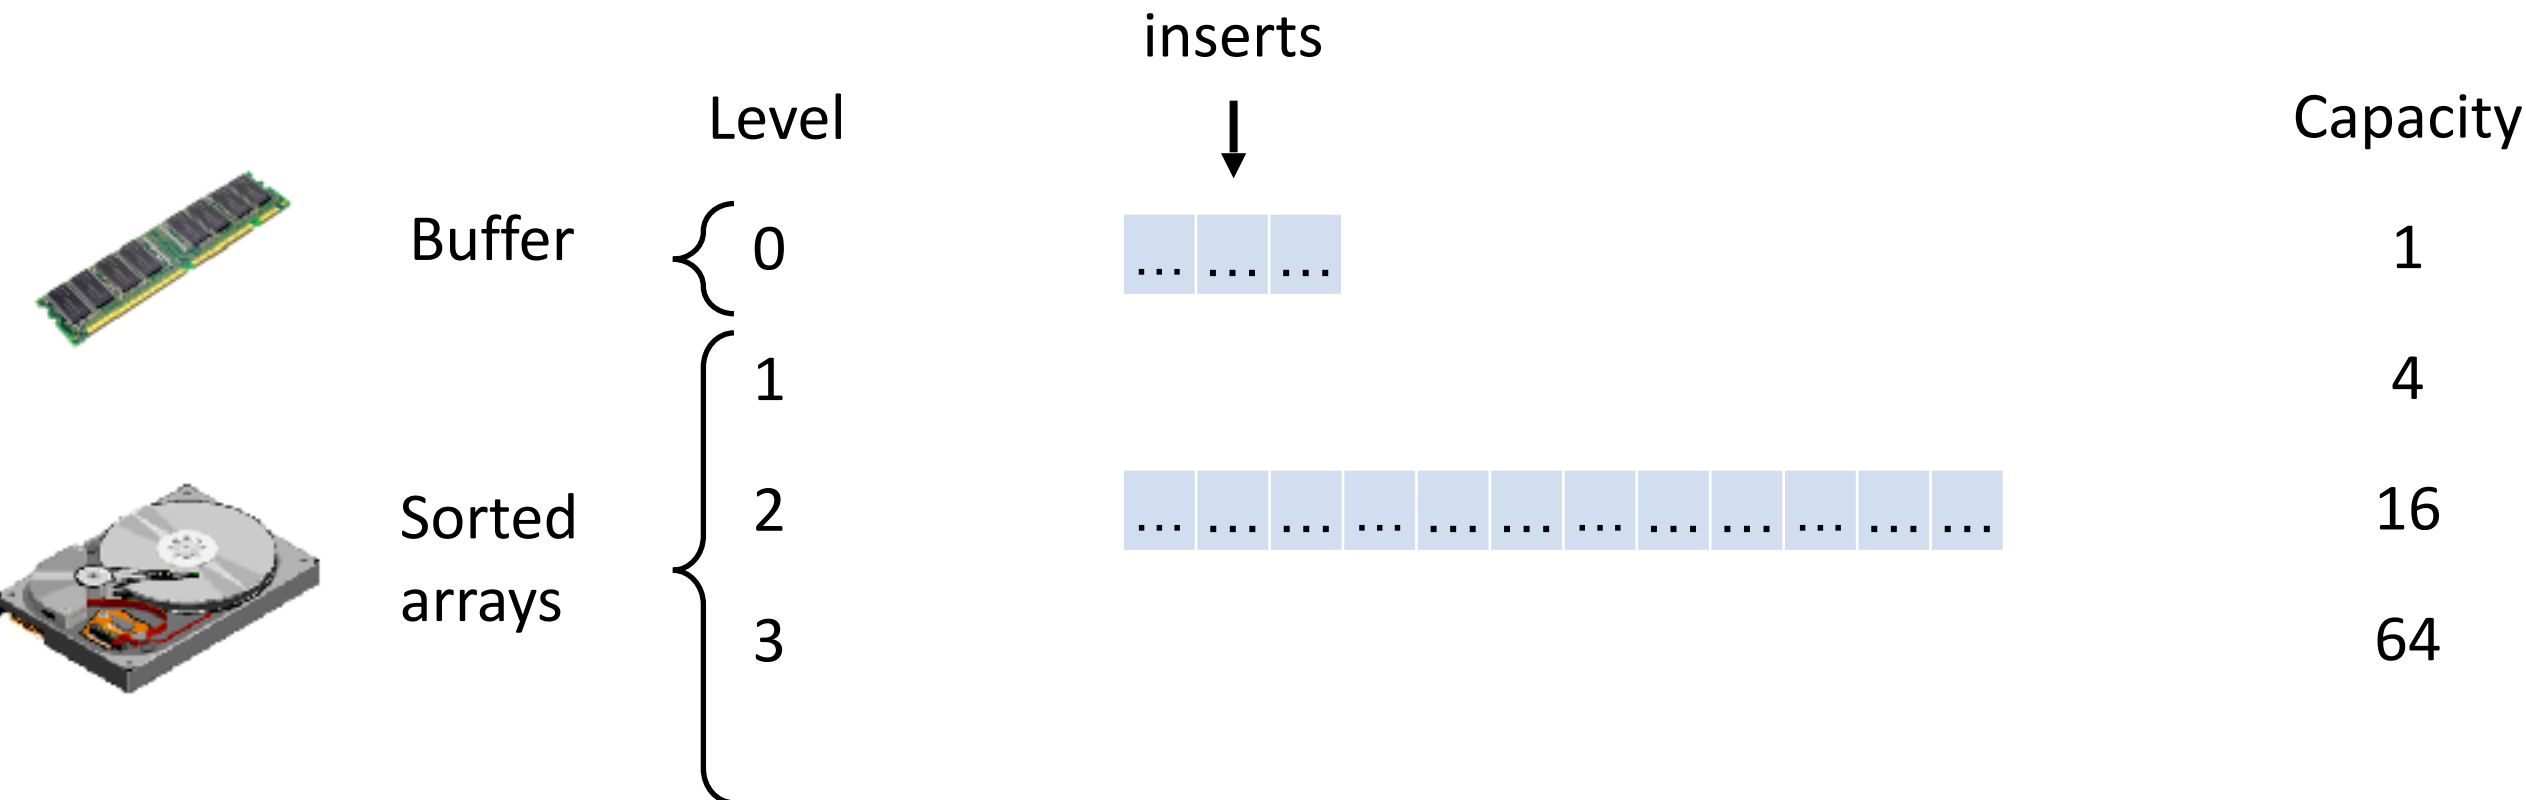 inserts
Level
Capacity
Buffer
0
... ... ...
1
1
4
Sorted
arrays
2
... ... ... ... ... ... ... ... ... ... ... ...
16
3
64